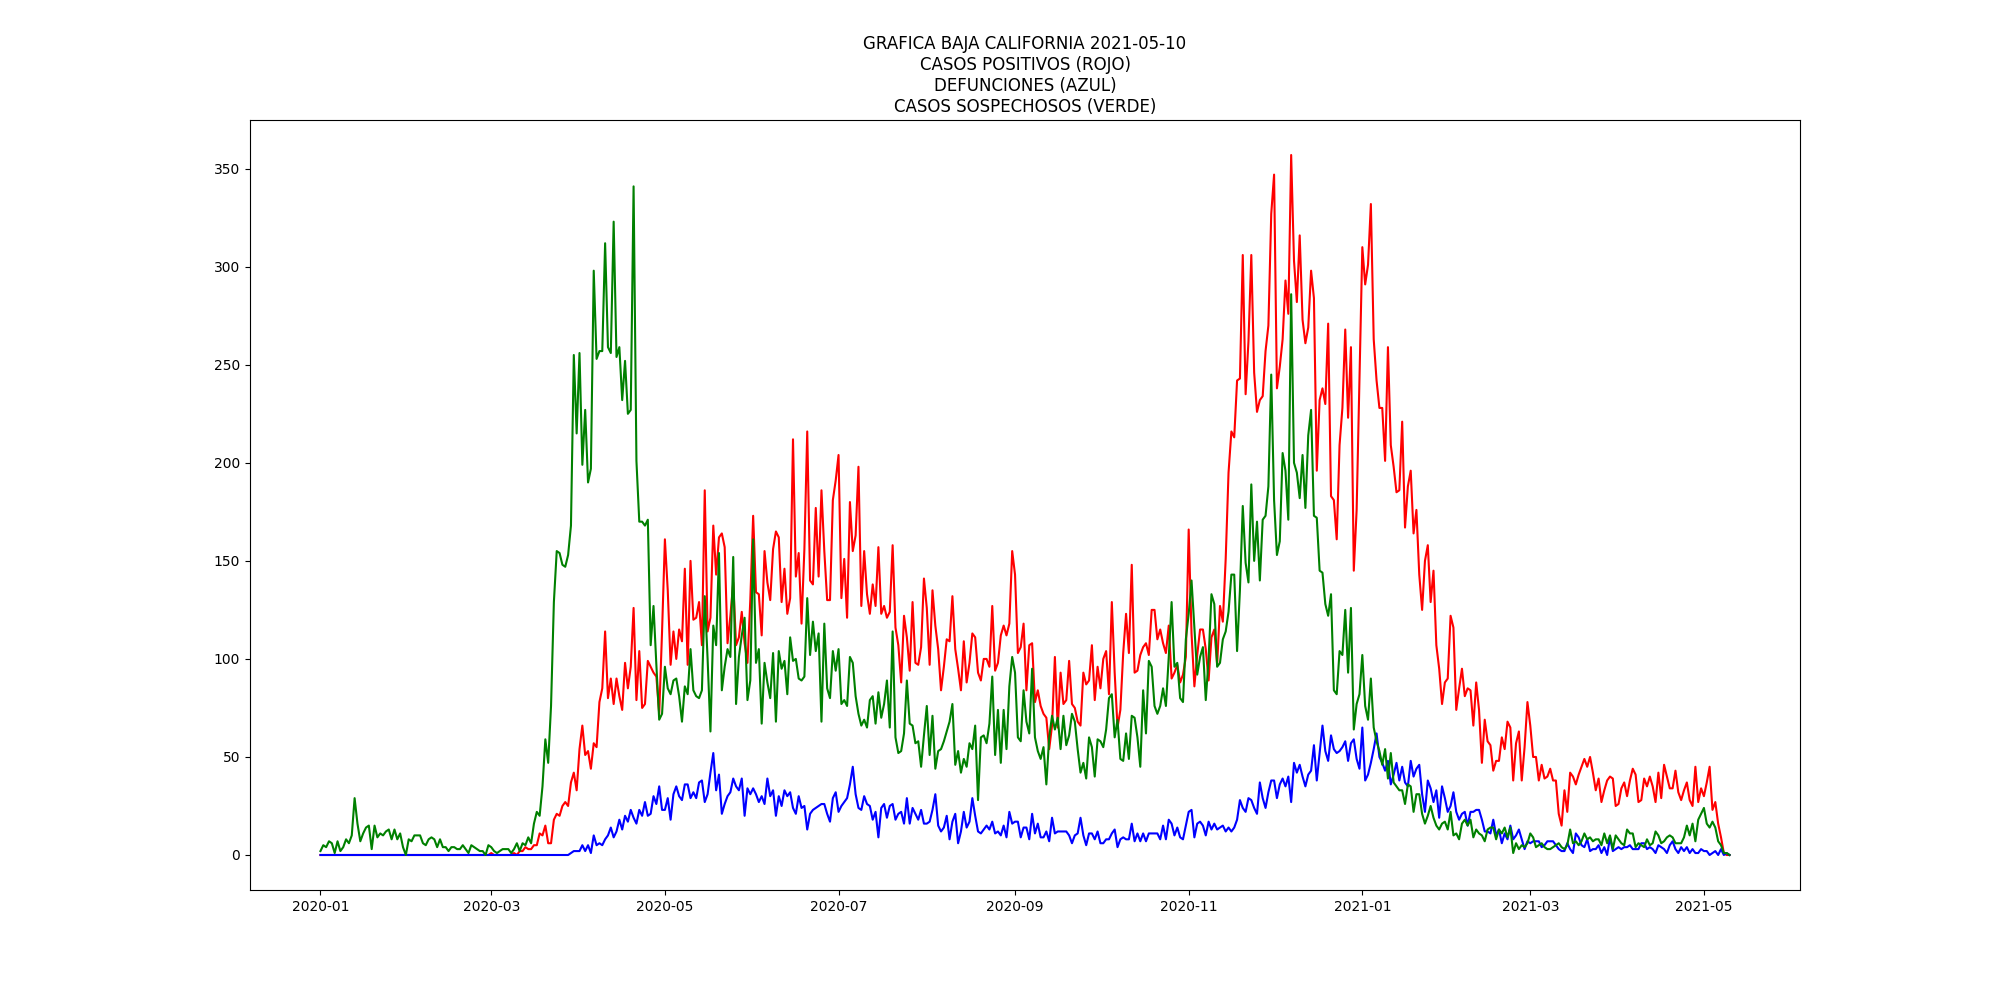 GRAFICA BAJA CALIFORNIA 2021-05-10
CASOS POSITIVOS (ROJO)
DEFUNCIONES (AZUL)
CASOS SOSPECHOSOS (VERDE)
350
300
250
200
150
100
50
0
2020-01 2020-03 2020-05 2020-07 2020-09 2020-11 2021-01 2021-03 2021-05